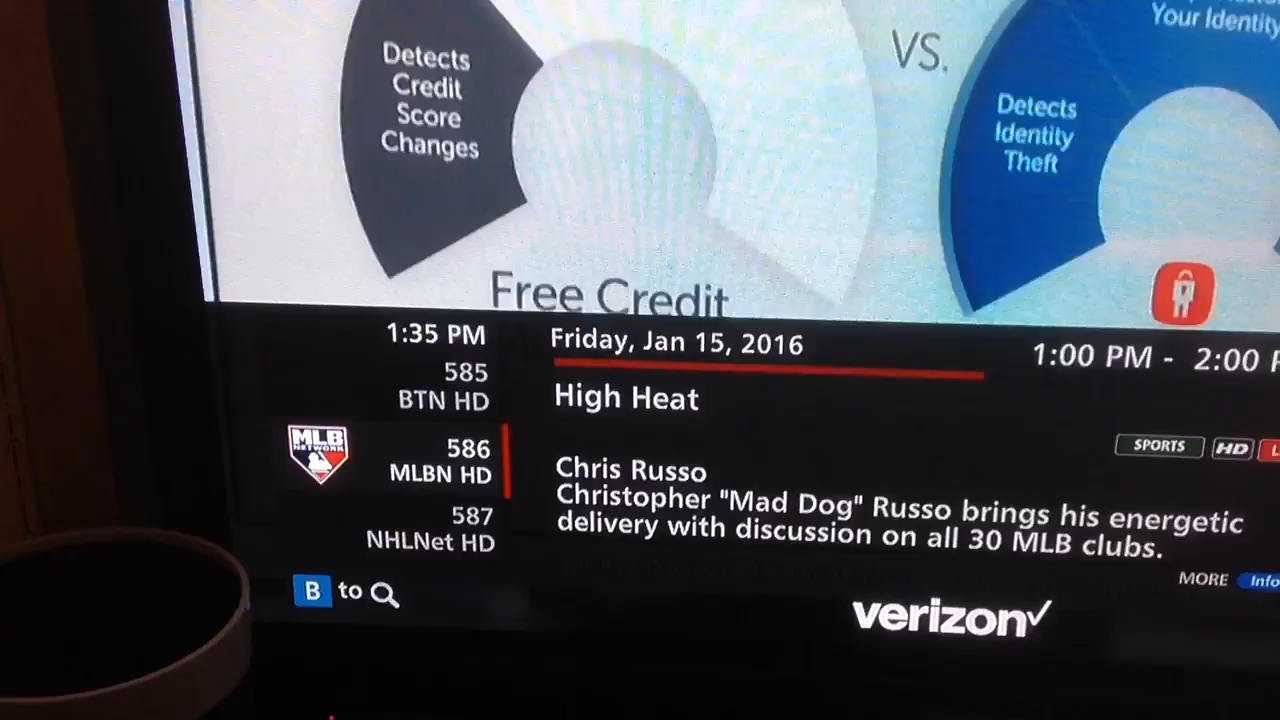 Detects
Credit
Score
Changes
VS.
Your Identity
Detects
Identity
Theft
Free Credit
1:35 PM
Friday, Jan 15, 2016
1:00 PM - 2:00 P
585
BTN HD
High Heat
MLB
NETWORK
586
MLBN HD
SPORTS
HD
L
Chris Russo
Christopher "Mad Dog" Russo brings his energetic
delivery with discussion on all 30 MLB clubs.
587
NHLNet HD
MORE Info
B to
verizon